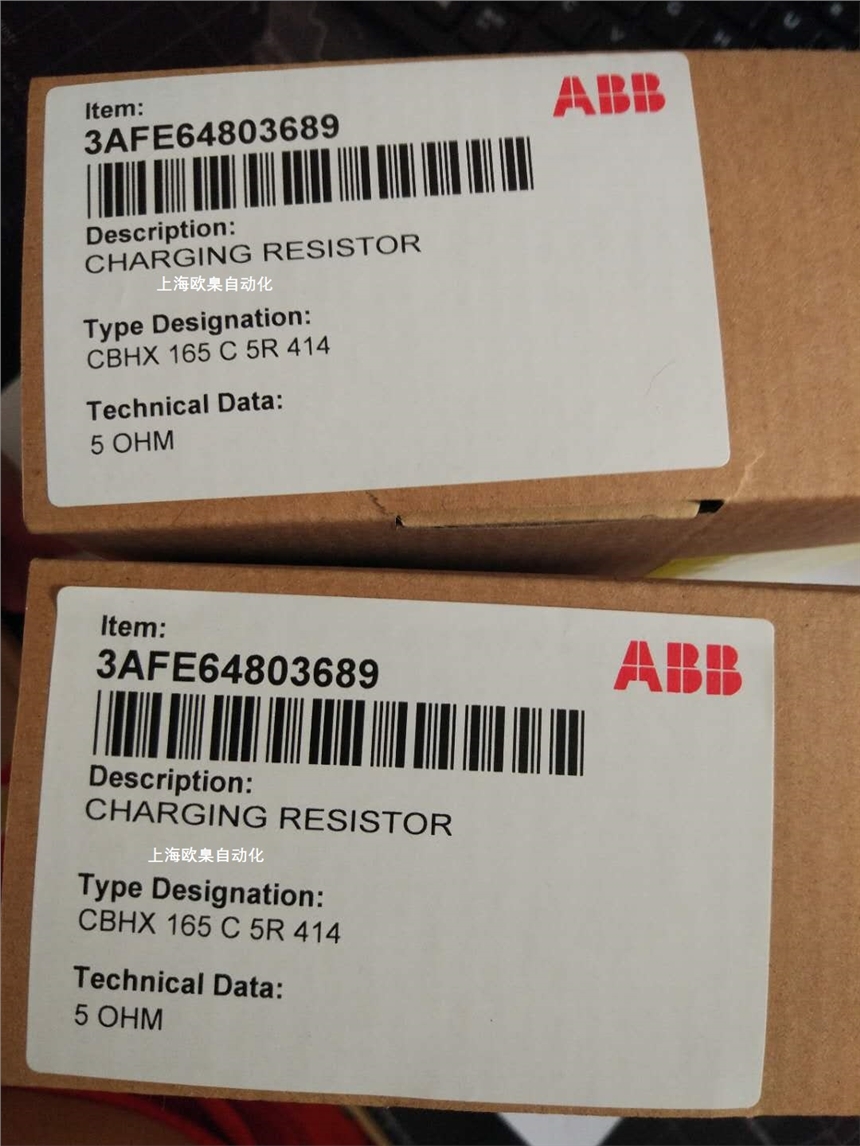 Item:
ABB
3AFE64803689
Description:
CHARGING RESISTOR
上海欧臬自动化
Type Designation:
CBHX 165 C 5R 414
Technical Data:
5 OHM
Item:
ABB
3AFE64803689
Description:
CHARGING RESISTOR
上海欧臬自动化
Type Designation:
CBHX 165 C 5R 414
Technical Data:
5 OHM